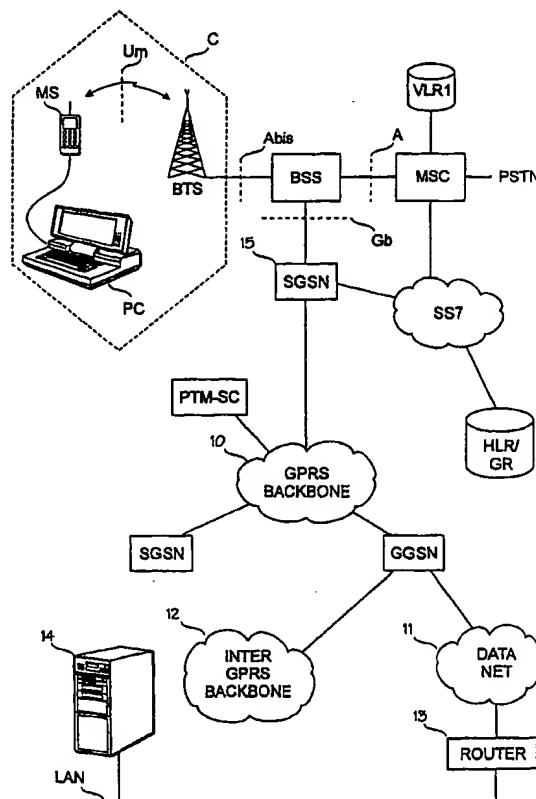 C
Um
MS
VLR1
Abis
A
BTS
BSS
MSC
PSTN
Gb
15
SGSN
PC
SS7
PTM-SC
10
GPRS
BACKBONE
HLR/
GR
SGSN
GGSN
14
12
11
INTER
GPRS
BACKBONE
DATA
NET
13
ROUTER
LAN